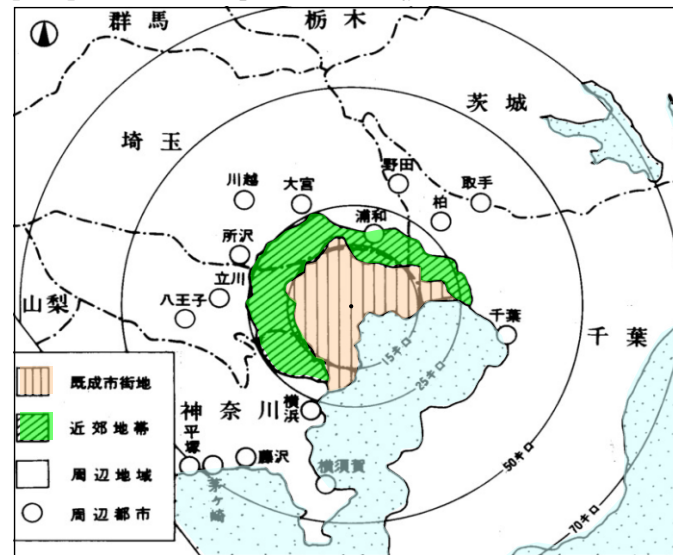 群馬
栃木
茨城
埼玉
野田
取手
川越
大宮
柏
浦和
所沢
立川
八王子
山梨
千葉
千葉
15キロ
25キロ
既成市街地
神奈川
横浜
近郊地帯
平塚
藤沢
横須賀
50キロ
周辺地域
茅ヶ崎
周辺都市
70キロ